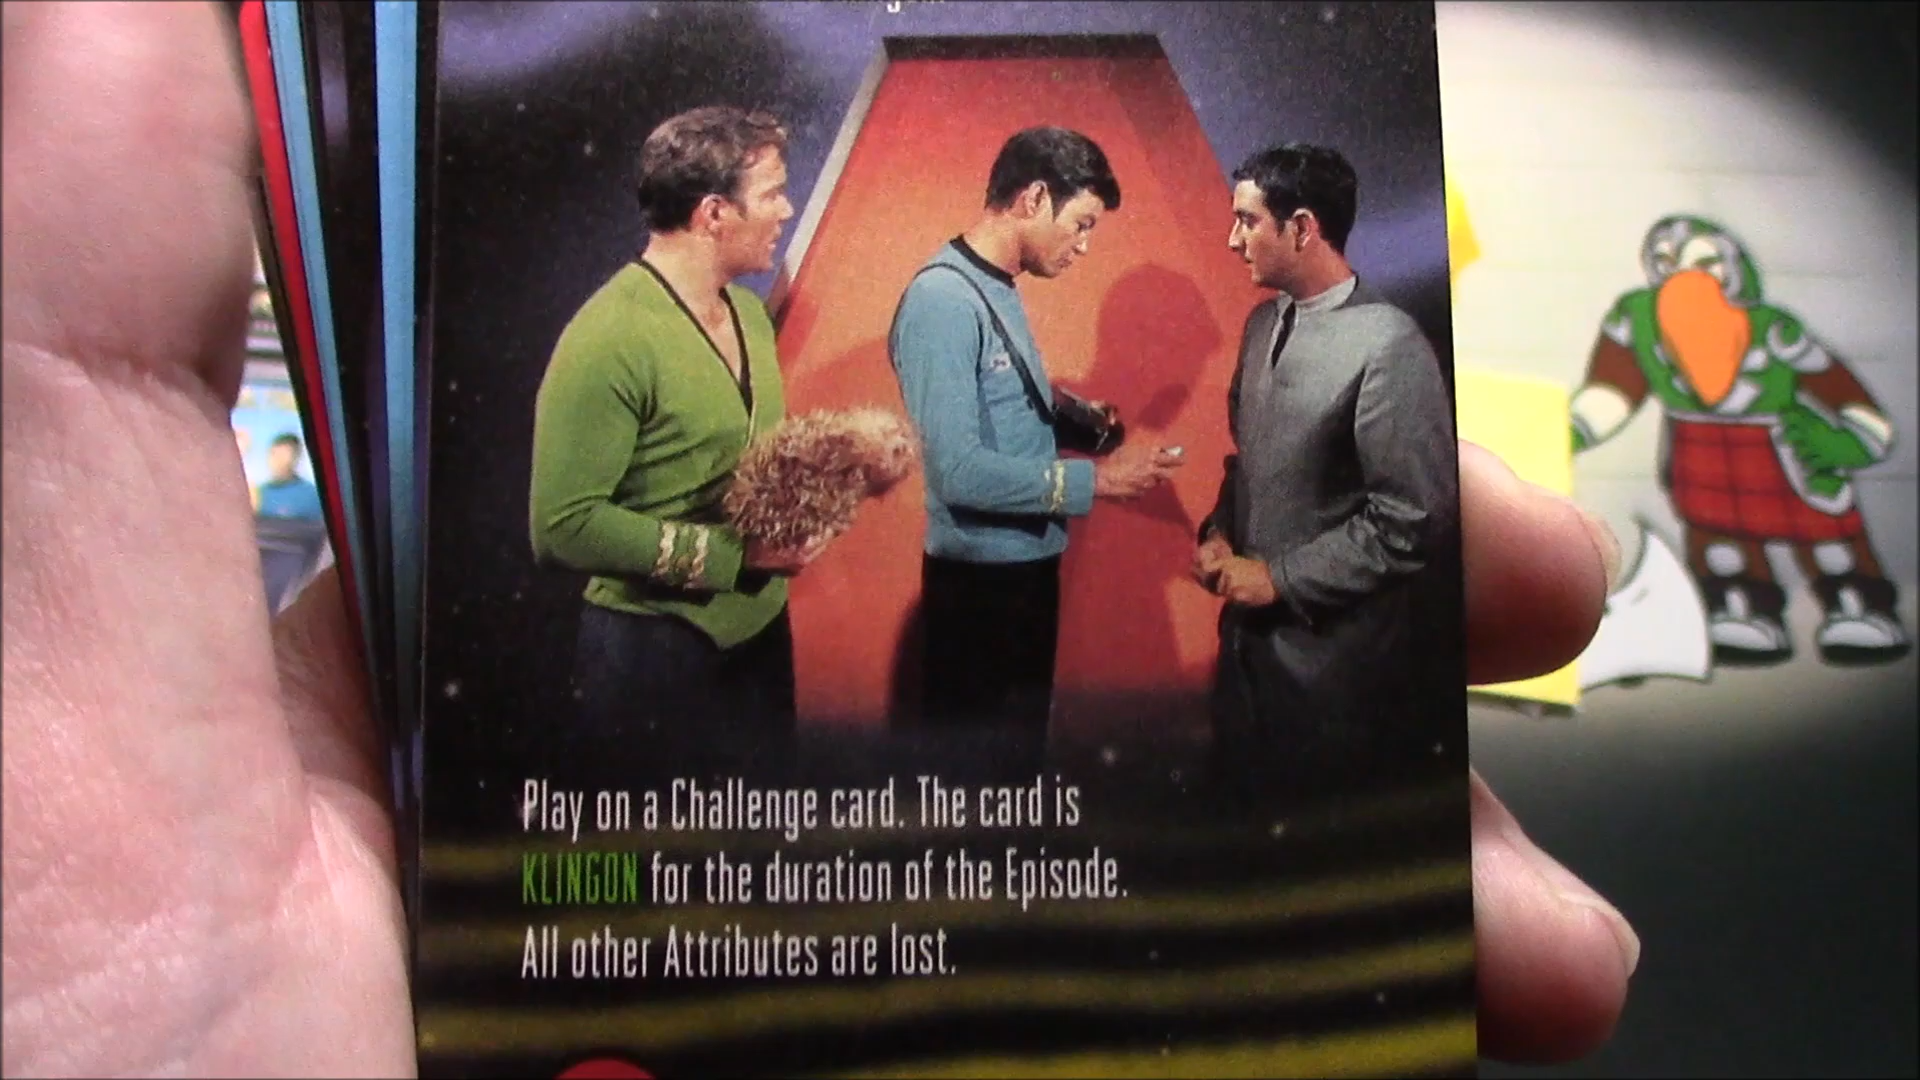 Play on a Challenge card. The card is
KLINGON for the duration of the Episode.
All other Attributes are lost.